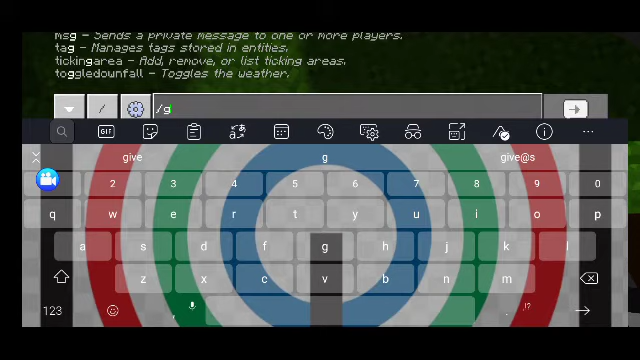 msg – Sends a private message to one or more players.
tag – Manages tags stored in entities.
tickingarea – Add, remove, or list ticking areas.
toggledownfall – Toggles the weather.
/ /g
GIF
give g give@s
2 3 4 5 6 7 8 9 0
q w e r t y u i o p
a s d f g h j k l
z x c v b n m
123 , . ,!?